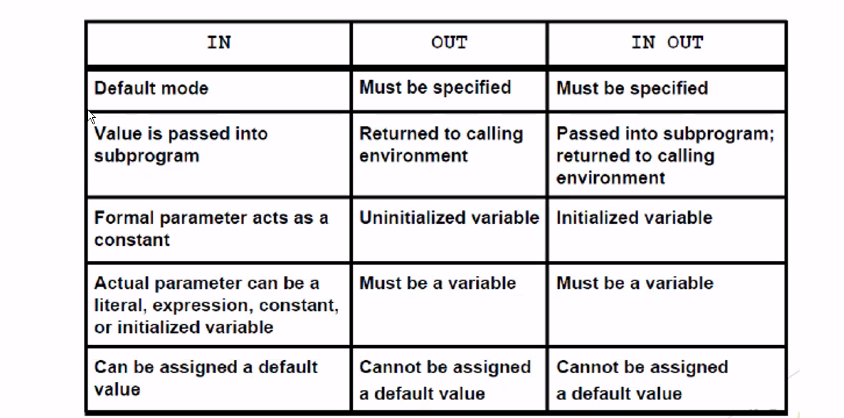 IN OUT IN OUT
Default mode Must be specified Must be specified
Value is passed into Returned to calling Passed into subprogram;
subprogram environment returned to calling
environment
Formal parameter acts as a Uninitialized variable Initialized variable
constant
Actual parameter can be a Must be a variable Must be a variable
literal, expression, constant,
or initialized variable
Can be assigned a default Cannot be assigned Cannot be assigned
value a default value a default value